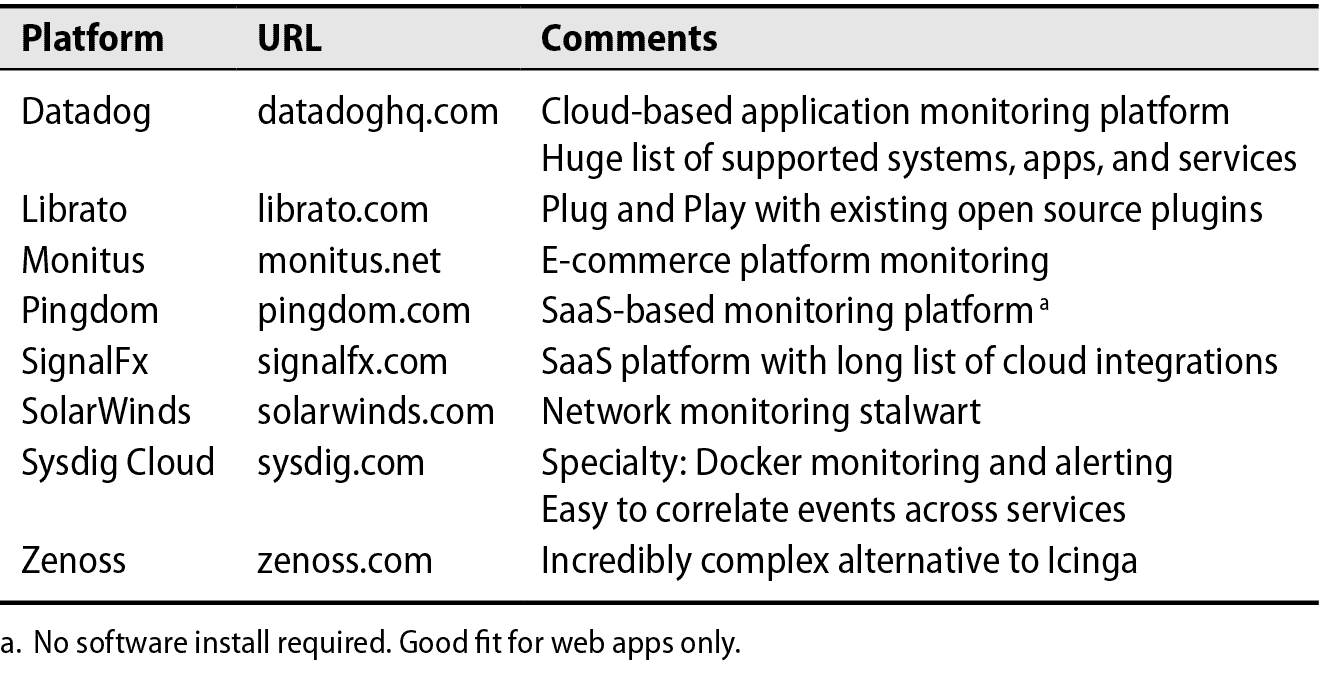 Platform URL Comments
Datadog datadoghq.com Cloud-based application monitoring platform
Huge list of supported systems, apps, and services
Librato librato.com Plug and Play with existing open source plugins
Monitus monitus.net E-commerce platform monitoring
Pingdom pingdom.com SaaS-based monitoring platform a
SignalFx signalfx.com SaaS platform with long list of cloud integrations
SolarWinds solarwinds.com Network monitoring stalwart
Sysdig Cloud sysdig.com Specialty: Docker monitoring and alerting
Easy to correlate events across services
Zenoss zenoss.com Incredibly complex alternative to Icinga
a. No software install required. Good fit for web apps only.